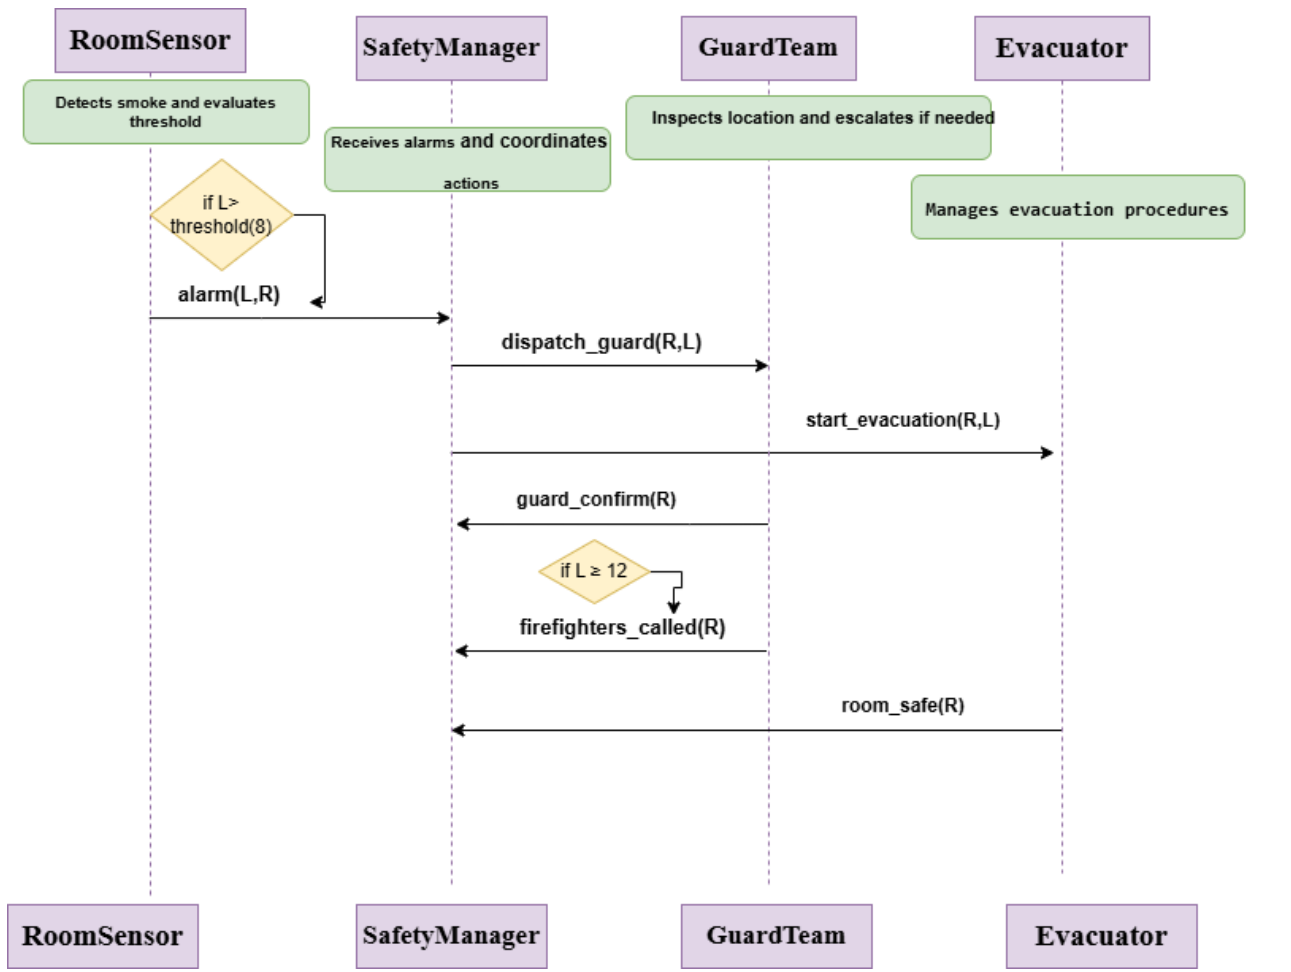 RoomSensor
SafetyManager
GuardTeam
Evacuator
Detects smoke and evaluates
threshold
Receives alarms and coordinates
actions
Inspects location and escalates if needed
Manages evacuation procedures
if L>
threshold(8)
alarm(L,R)
dispatch_guard(R,L)
start_evacuation(R,L)
guard_confirm(R)
if L ≥ 12
firefighters_called(R)
room_safe(R)
RoomSensor
SafetyManager
GuardTeam
Evacuator